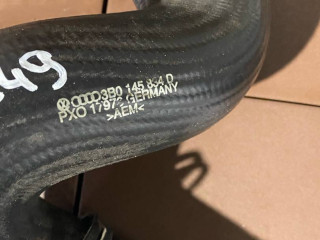 49
3B0 145 834 D
PXO 1797 GERMANY
>AEM<